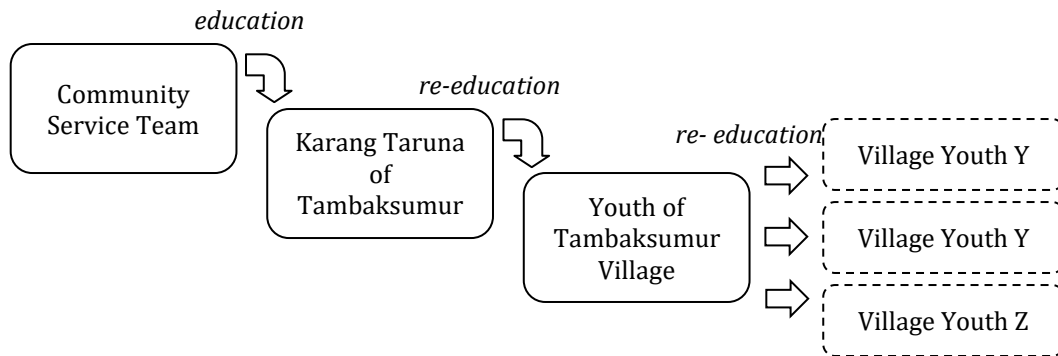 education
Community
Service Team
re-education
Karang Taruna
of
Tambaksumur
re- education
Youth of
Tambaksumur
Village
Village Youth Y
Village Youth Y
Village Youth Z